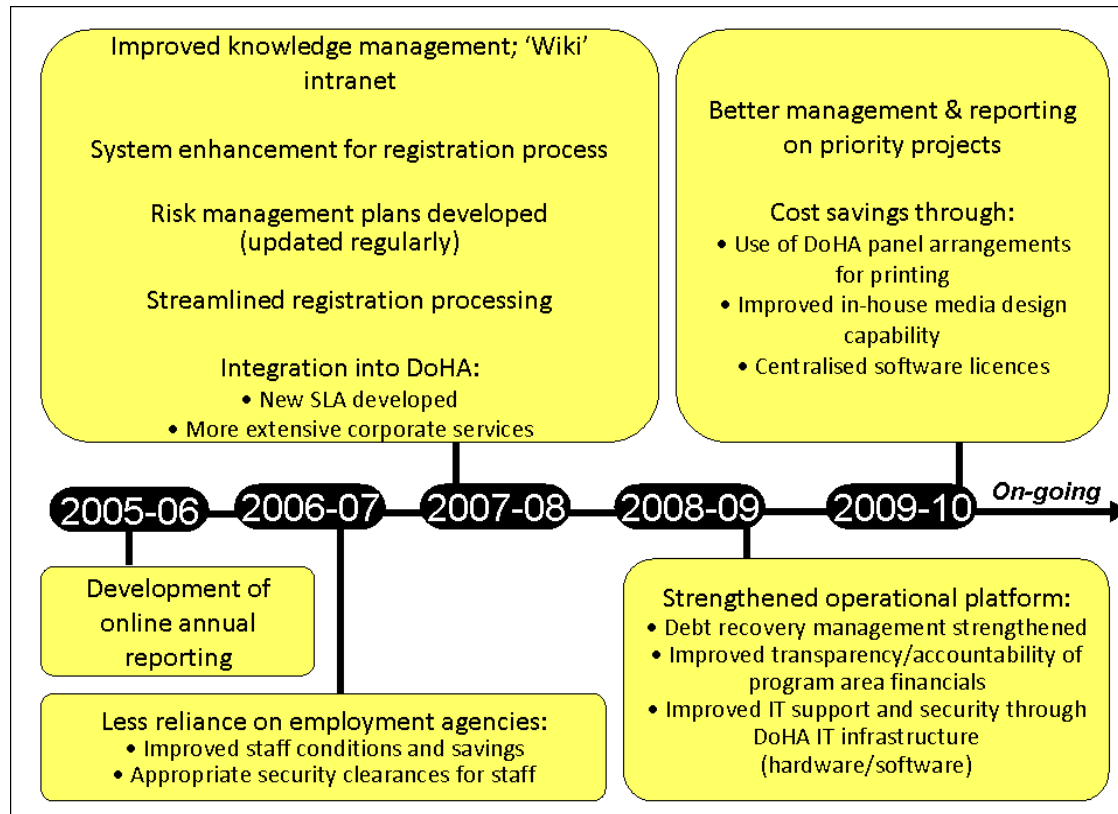 Improved knowledge management; ‘Wiki’
intranet
System enhancement for registration process
Risk management plans developed
(updated regularly)
Streamlined registration processing
Integration into DoHA:
• New SLA developed
• More extensive corporate services
Better management & reporting
on priority projects
Cost savings through:
• Use of DoHA panel arrangements
for printing
• Improved in-house media design
capability
• Centralised software licences
2005-06
2006-07
2007-08
2008-09
2009-10
On-going
Development of
online annual
reporting
Less reliance on employment agencies:
• Improved staff conditions and savings
• Appropriate security clearances for staff
Strengthened operational platform:
• Debt recovery management strengthened
• Improved transparency/accountability of
program area financials
• Improved IT support and security through
DoHA IT infrastructure
(hardware/software)